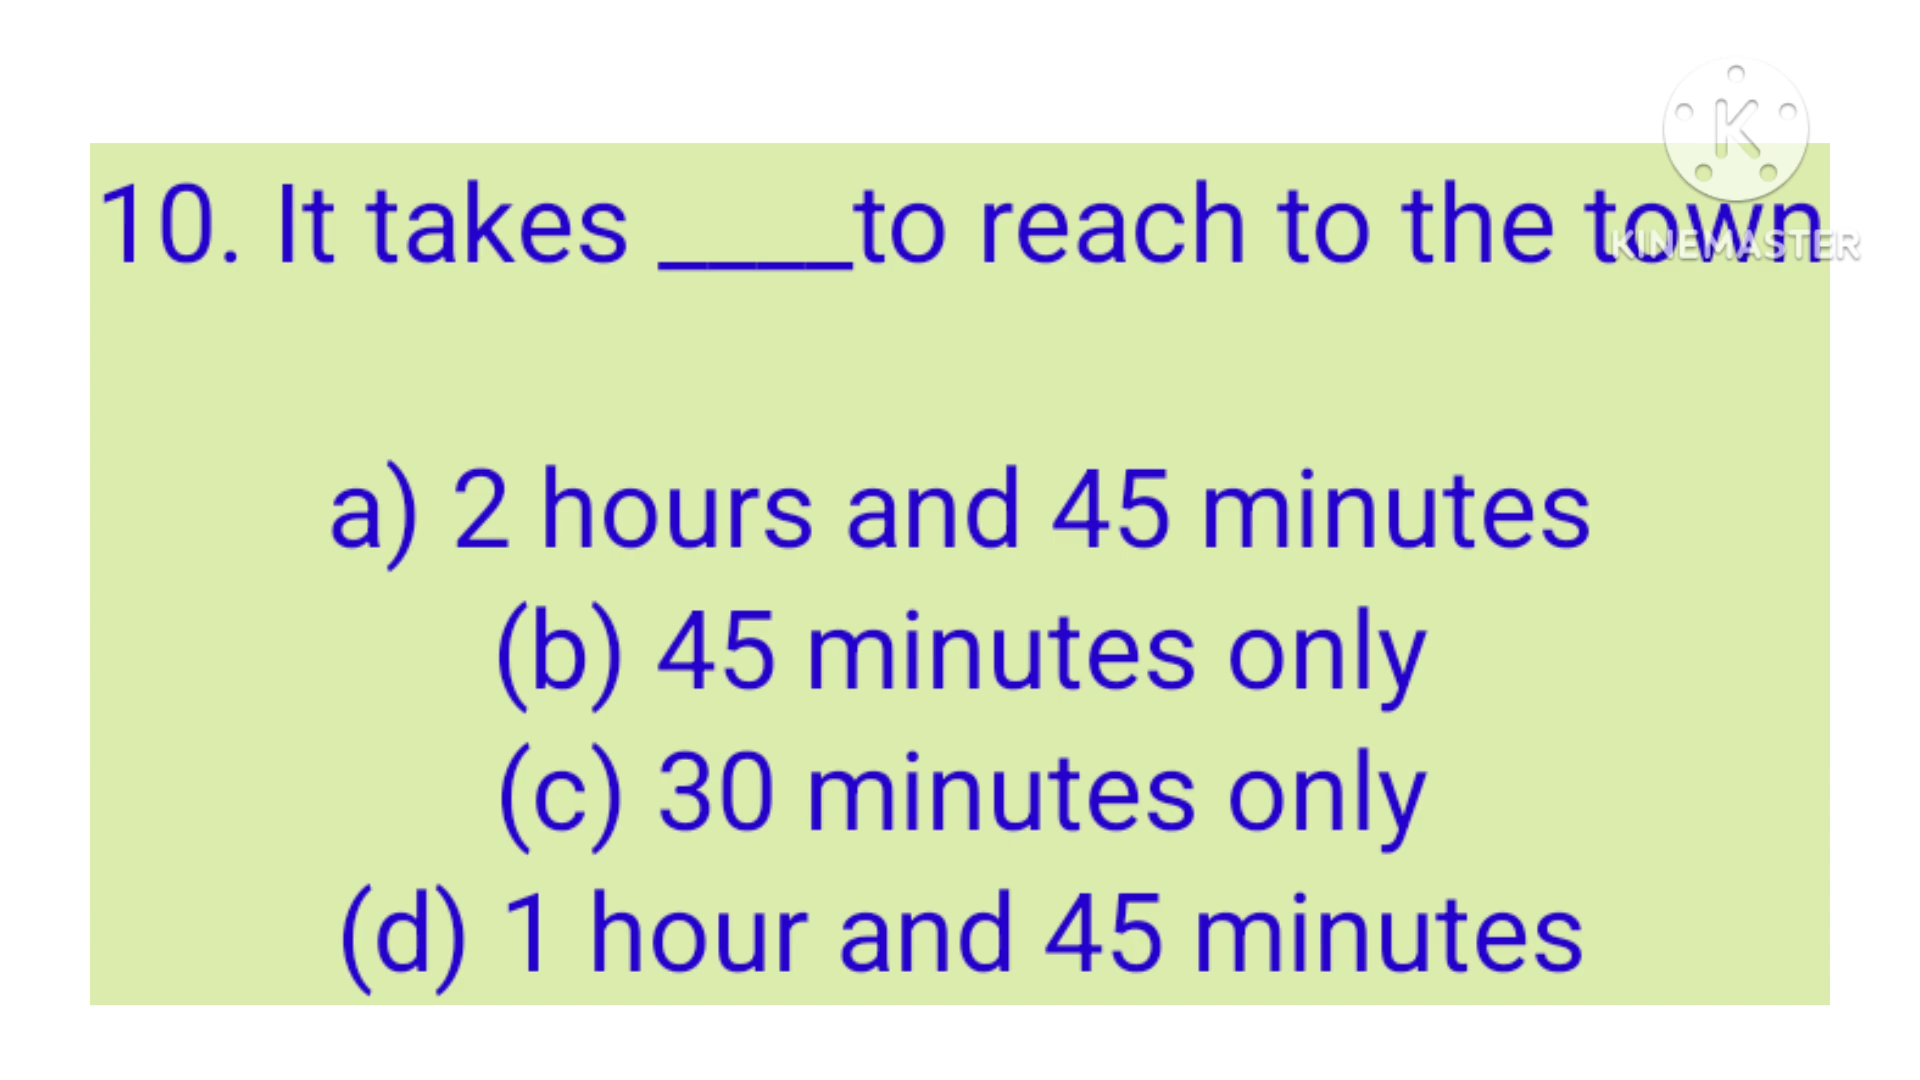 10. It takes ____to reach to the town
KINEMASTER
a) 2 hours and 45 minutes
(b) 45 minutes only
(c) 30 minutes only
(d) 1 hour and 45 minutes